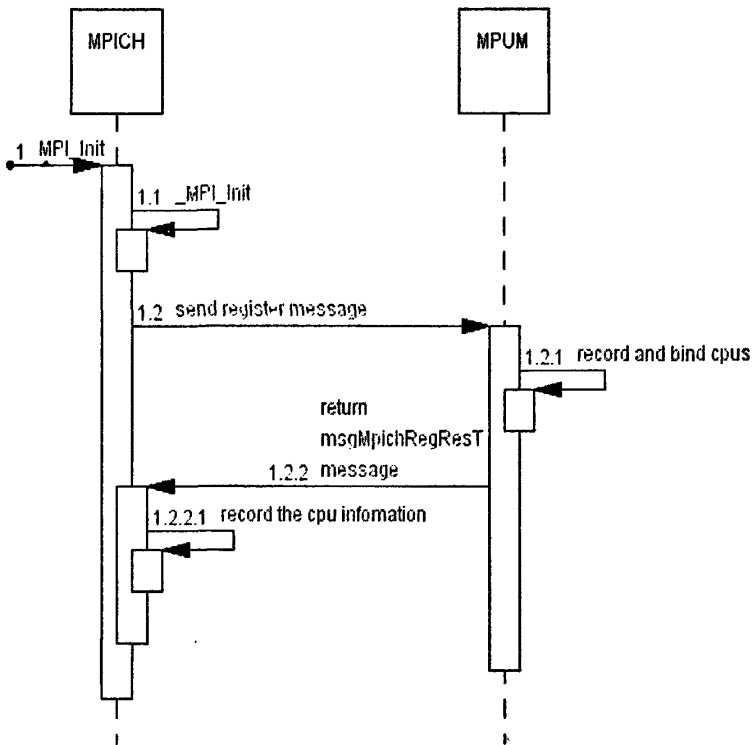 MPICH
MPUM
1 MPI_Init
1.1 _MPI_Init
1.2 send register message
1.2.1 record and bind cpus
return
msgMpichRegResT
1.2.2 message
1.2.2.1 record the cpu infomation